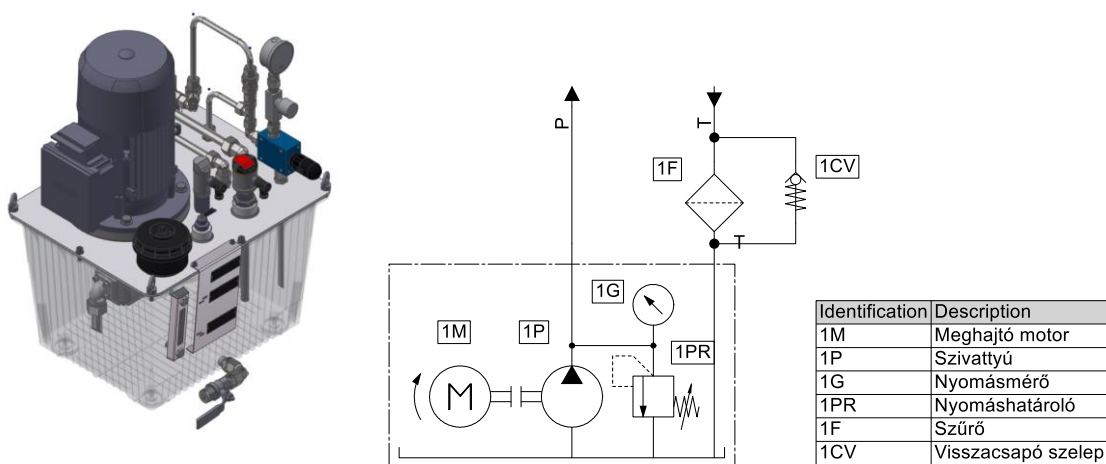 P
T
1F
1CV
T
1G
1M
1P
1PR
M
Identification Description
1M Meghajtó motor
1P Szivattyú
1G Nyomásmérő
1PR Nyomáshatároló
1F Szűrő
1CV Visszacsapó szelep